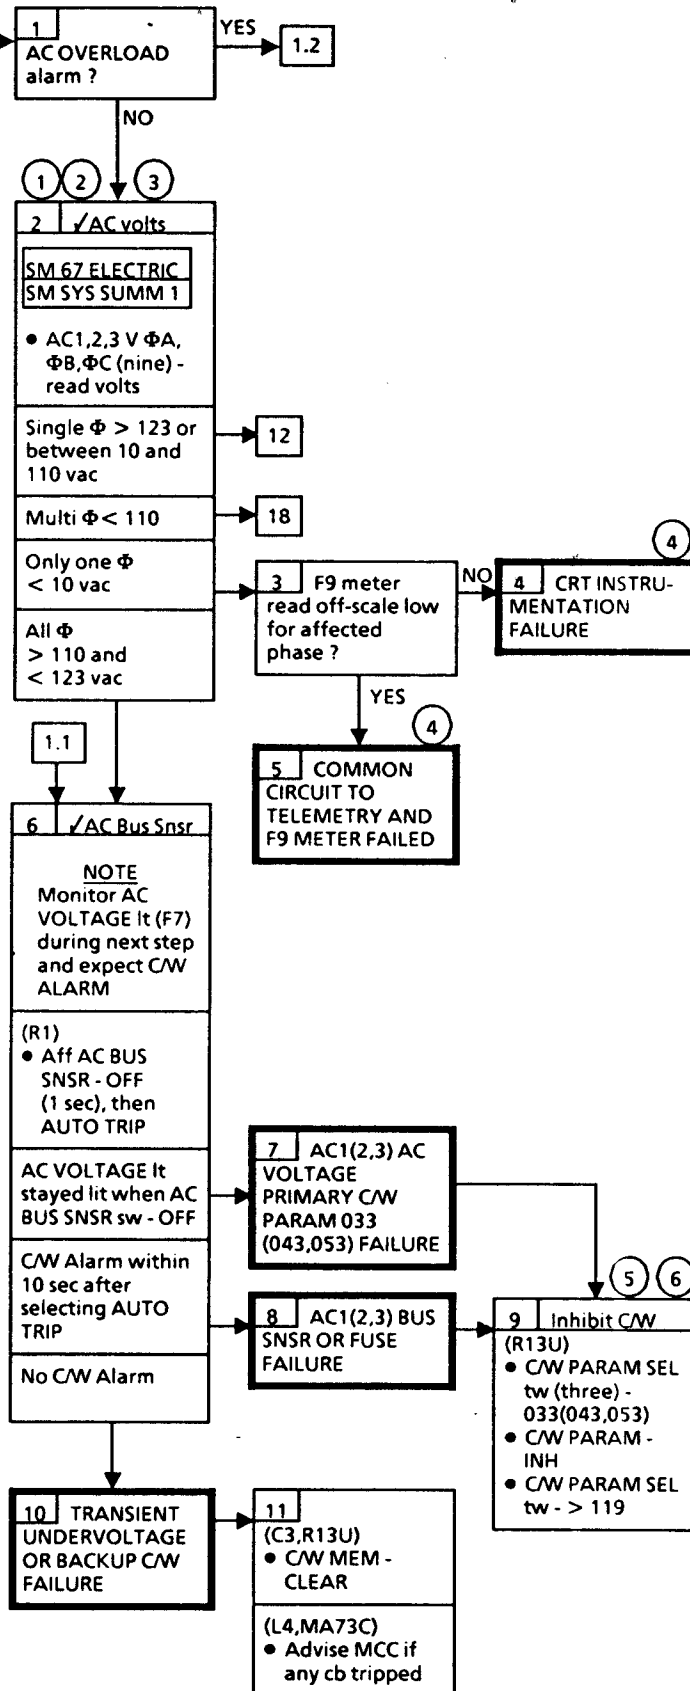 1
AC OVERLOAD
alarm ?
YES
1.2
NO
1
2
3
2
✓AC volts
SM 67 ELECTRIC
SM SYS SUMM 1
● AC1,2,3 V ΦA,
ΦB,ΦC (nine) -
read volts
Single Φ > 123 or
between 10 and
110 vac
12
Multi Φ < 110
18
Only one Φ
< 10 vac
All Φ
> 110 and
< 123 vac
3
F9 meter
read off-scale low
for affected
phase ?
NO
4
4
CRT INSTRU-
MENTATION
FAILURE
YES
4
5
COMMON
CIRCUIT TO
TELEMETRY AND
F9 METER FAILED
1.1
6
✓AC Bus Snsr
NOTE
Monitor AC
VOLTAGE lt (F7)
during next step
and expect C/W
ALARM
(R1)
● Aff AC BUS
SNSR - OFF
(1 sec), then
AUTO TRIP
AC VOLTAGE lt
stayed lit when AC
BUS SNSR sw - OFF
C/W Alarm within
10 sec after
selecting AUTO
TRIP
No C/W Alarm
7
AC1(2,3) AC
VOLTAGE
PRIMARY C/W
PARAM 033
(043,053) FAILURE
8
AC1(2,3) BUS
SNSR OR FUSE
FAILURE
5
6
9
Inhibit C/W
(R13U)
● C/W PARAM SEL
tw (three) -
033(043,053)
● C/W PARAM -
INH
● C/W PARAM SEL
tw - > 119
10
TRANSIENT
UNDERVOLTAGE
OR BACKUP C/W
FAILURE
11
(C3,R13U)
● C/W MEM -
CLEAR
(L4,MA73C)
● Advise MCC if
any cb tripped